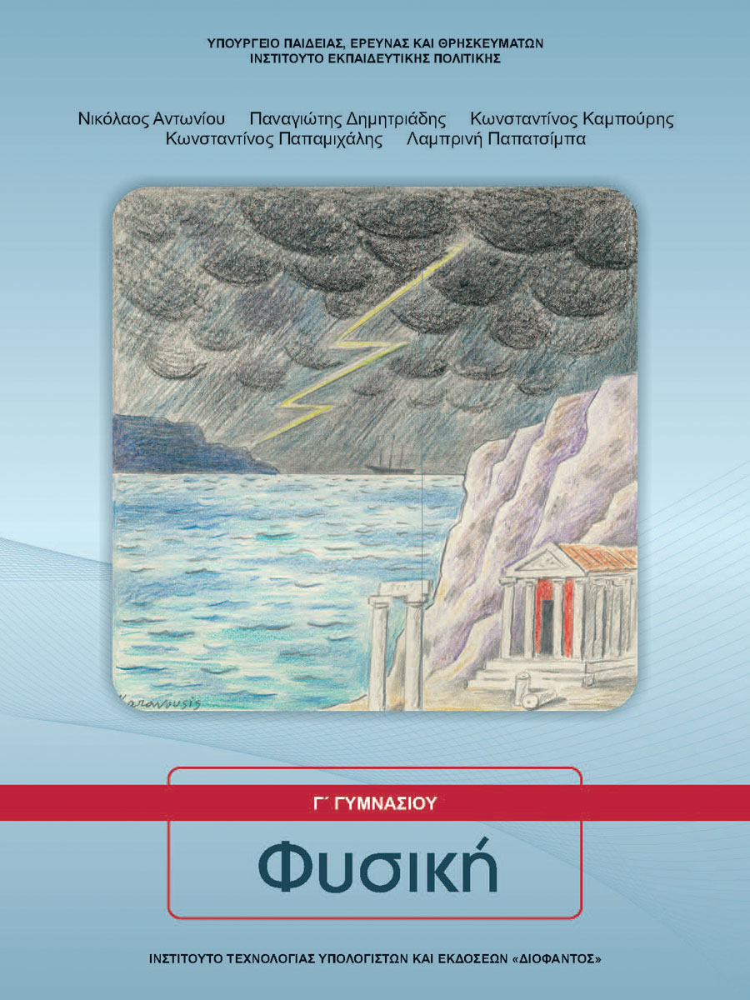 ΥΠΟΥΡΓΕΙΟ ΠΑΙΔΕΙΑΣ, ΕΡΕΥΝΑΣ ΚΑΙ ΘΡΗΣΚΕΥΜΑΤΩΝ
ΙΝΣΤΙΤΟΥΤΟ ΕΚΠΑΙΔΕΥΤΙΚΗΣ ΠΟΛΙΤΙΚΗΣ
Νικόλαος Αντωνίου Παναγιώτης Δημητριάδης Κωνσταντίνος Καμπούρης
Κωνσταντίνος Παπαμιχάλης Λαμπρινή Παπατσίμπα
Γ΄ ΓΥΜΝΑΣΙΟΥ
Φυσική
ΙΝΣΤΙΤΟΥΤΟ ΤΕΧΝΟΛΟΓΙΑΣ ΥΠΟΛΟΓΙΣΤΩΝ ΚΑΙ ΕΚΔΟΣΕΩΝ «ΔΙΟΦΑΝΤΟΣ»